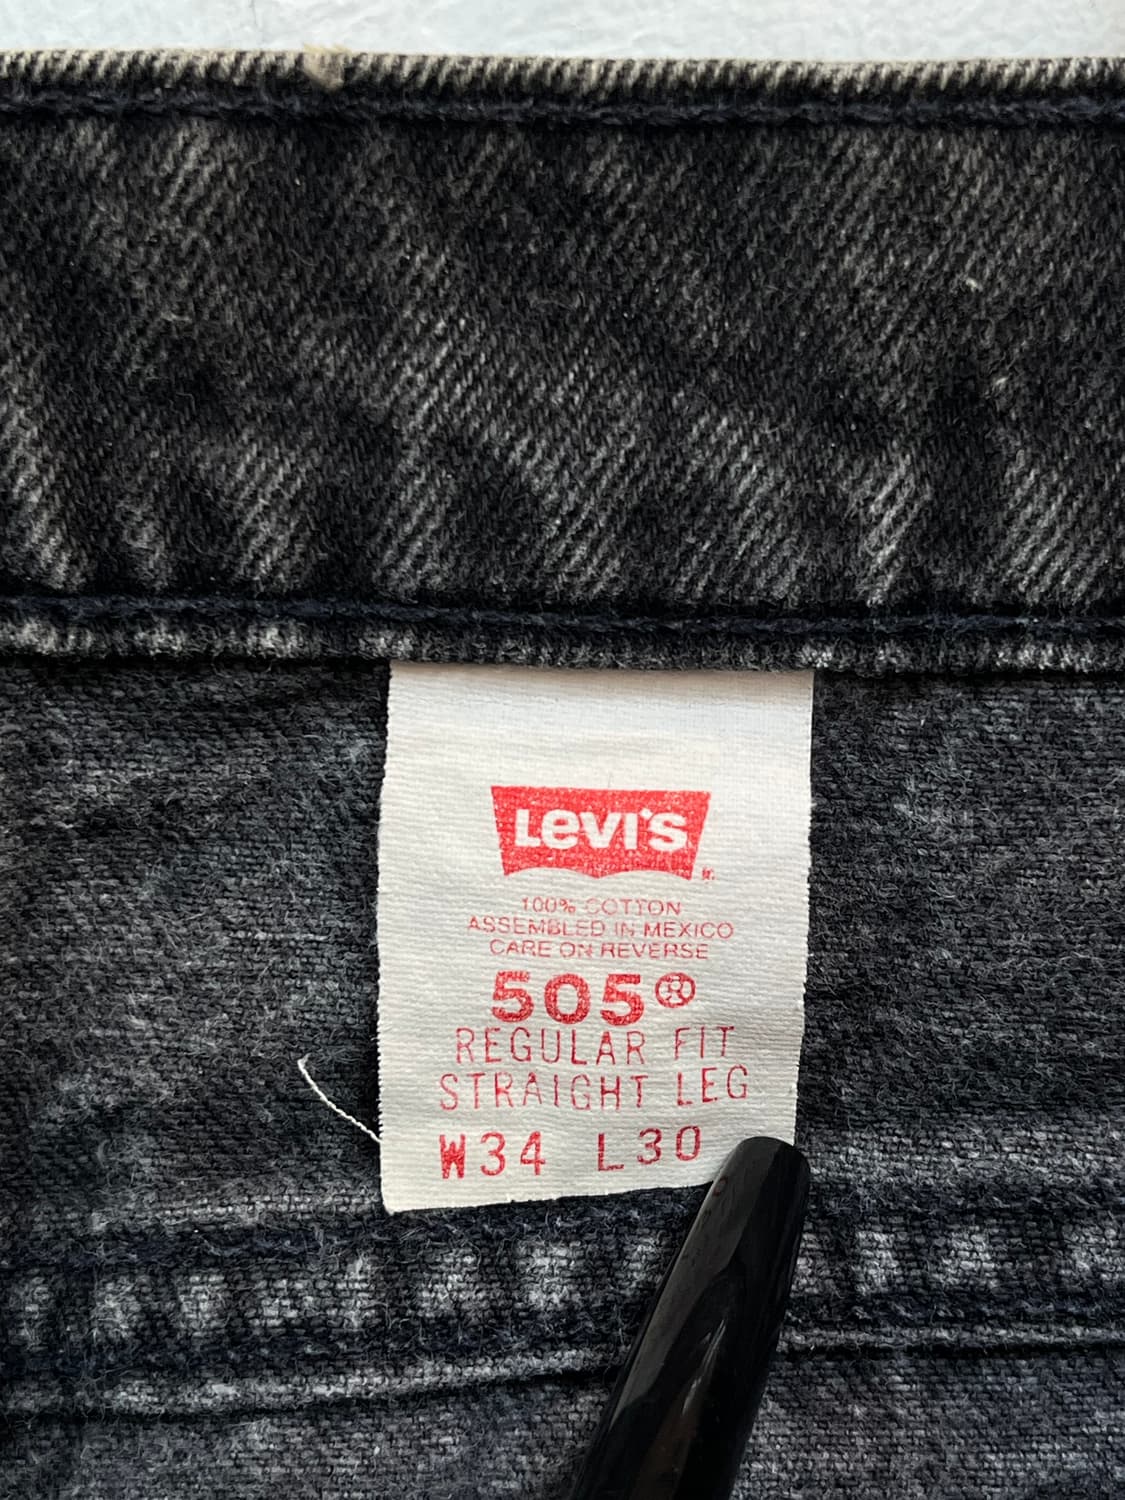 LEVI'S
100% COTTON
ASSEMBLED IN MEXICO
CARE ON REVERSE
505®
REGULAR FIT
STRAIGHT LEG
W34 L30